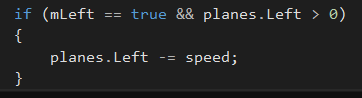 if (mLeft == true && planes.Left > 0)
{
    planes.Left -= speed;
}